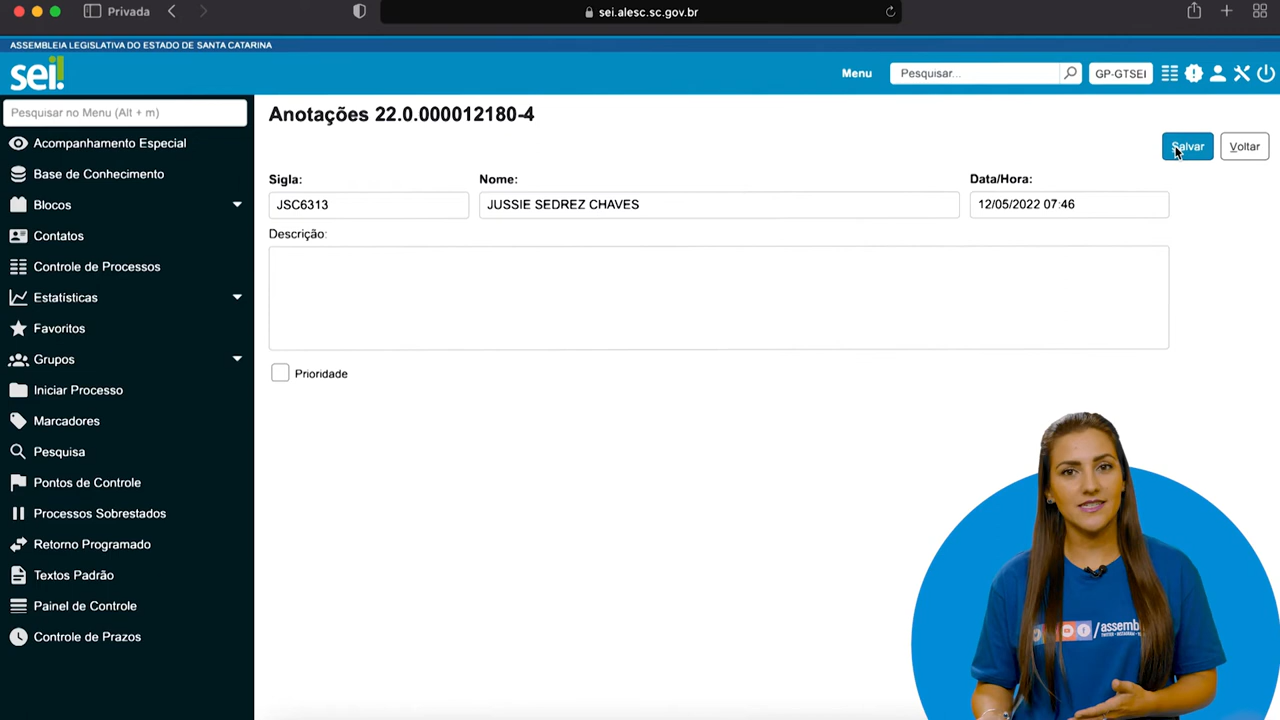 Privada
sei.alesc.sc.gov.br
ASSEMBLEIA LEGISLATIVA DO ESTADO DE SANTA CATARINA
sei!
Menu
Pesquisar...
GP-GTSEI
Pesquisar no Menu (Alt + m)
Acompanhamento Especial
Base de Conhecimento
Blocos
Contatos
Controle de Processos
Estatísticas
Favoritos
Grupos
Iniciar Processo
Marcadores
Pesquisa
Pontos de Controle
Processos Sobrestados
Retorno Programado
Textos Padrão
Painel de Controle
Controle de Prazos
Anotações 22.0.000012180-4
Salvar
Voltar
Sigla:
Nome:
Data/Hora:
JSC6313
JUSSIE SEDREZ CHAVES
12/05/2022 07:46
Descrição:
Prioridade